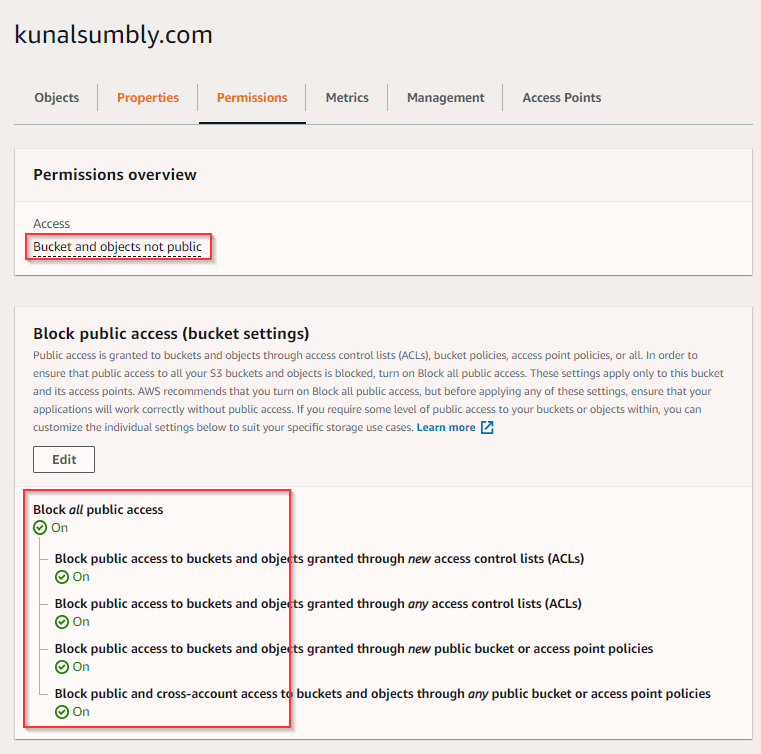 kunalsumbly.com
Objects
Properties
Permissions
Metrics
Management
Access Points
Permissions overview
Access
Bucket and objects not public
Block public access (bucket settings)
Public access is granted to buckets and objects through access control lists (ACLs), bucket policies, access point policies, or all. In order to
ensure that public access to all your S3 buckets and objects is blocked, turn on Block all public access. These settings apply only to this bucket
and its access points. AWS recommends that you turn on Block all public access, but before applying any of these settings, ensure that your
applications will work correctly without public access. If you require some level of public access to your buckets or objects within, you can
customize the individual settings below to suit your specific storage use cases. Learn more
Edit
Block all public access
On
Block public access to buckets and objects granted through new access control lists (ACLs)
On
Block public access to buckets and objects granted through any access control lists (ACLs)
On
Block public access to buckets and objects granted through new public bucket or access point policies
On
Block public and cross-account access to buckets and objects through any public bucket or access point policies
On